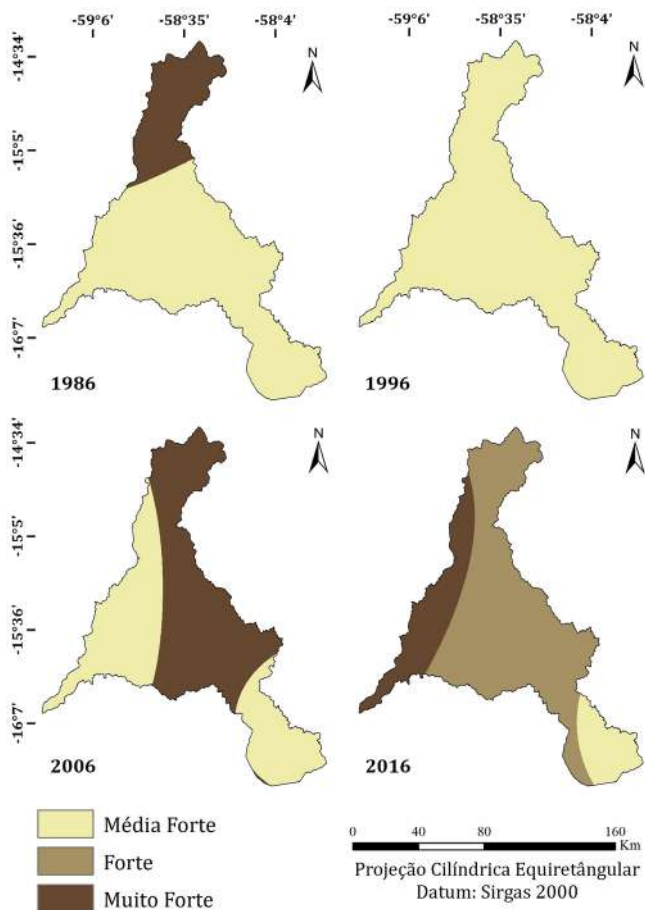 -59°6' -58°35' -58°4' -59°6' -58°35' -58°4'
-14°34'
N
N
-15°5'
-15°36'
-16°7'
1986
1996
-14°34'
N
N
-15°5'
-15°36'
-16°7'
2006
2016
Média Forte
Forte
Muito Forte
0 40 80 160
Km
Projeção Cilíndrica Equiretângular
Datum: Sirgas 2000